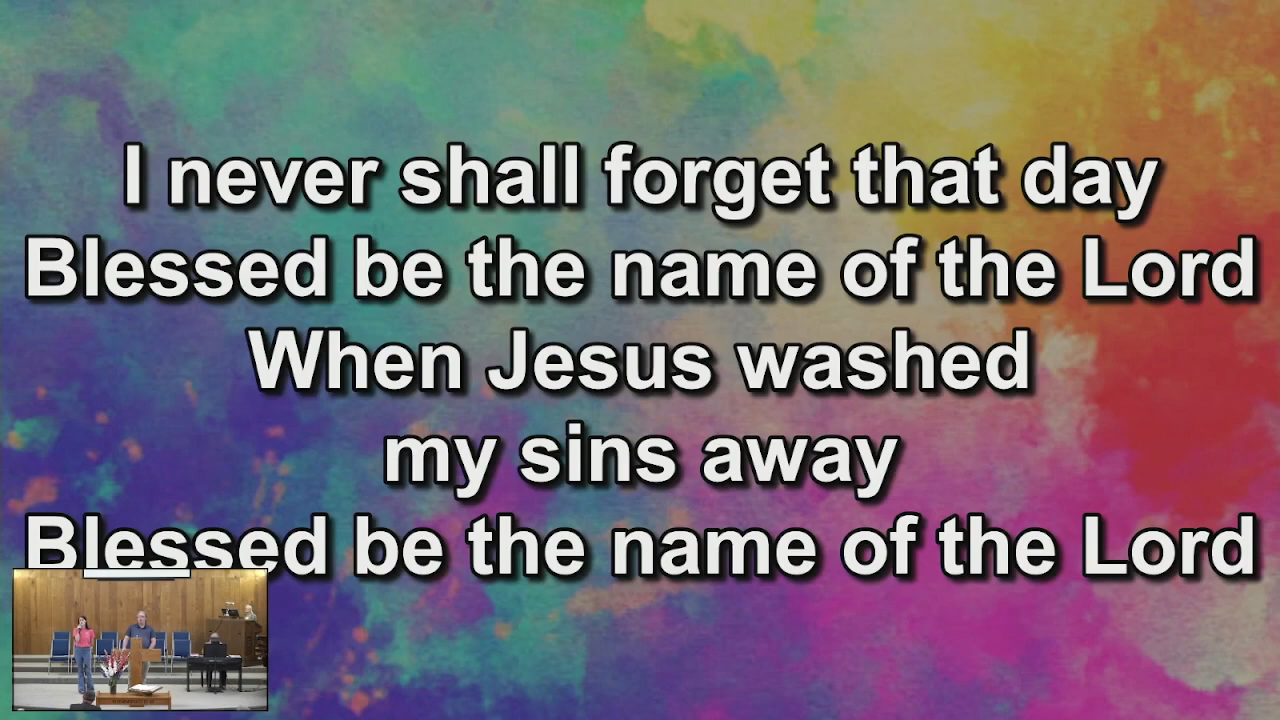 I never shall forget that day
Blessed be the name of the Lord
When Jesus washed
my sins away
Blessed be the name of the Lord